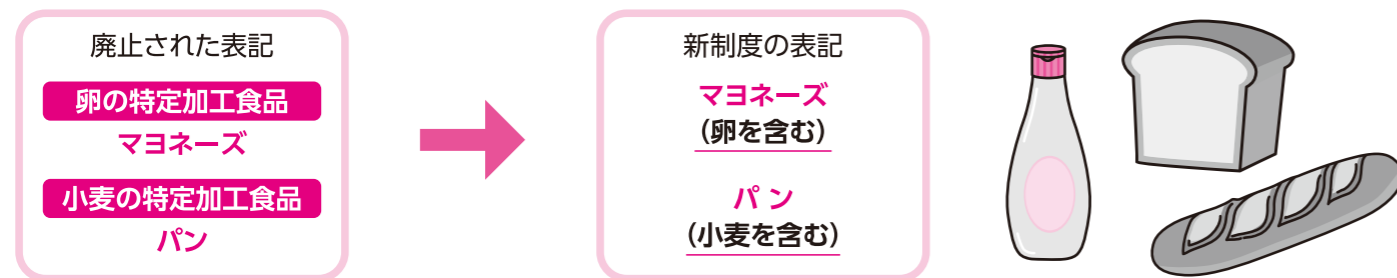 廃止された表記
卵の特定加工食品
マヨネーズ
小麦の特定加工食品
パン
新制度の表記
マヨネーズ
(卵を含む)
パン
(小麦を含む)